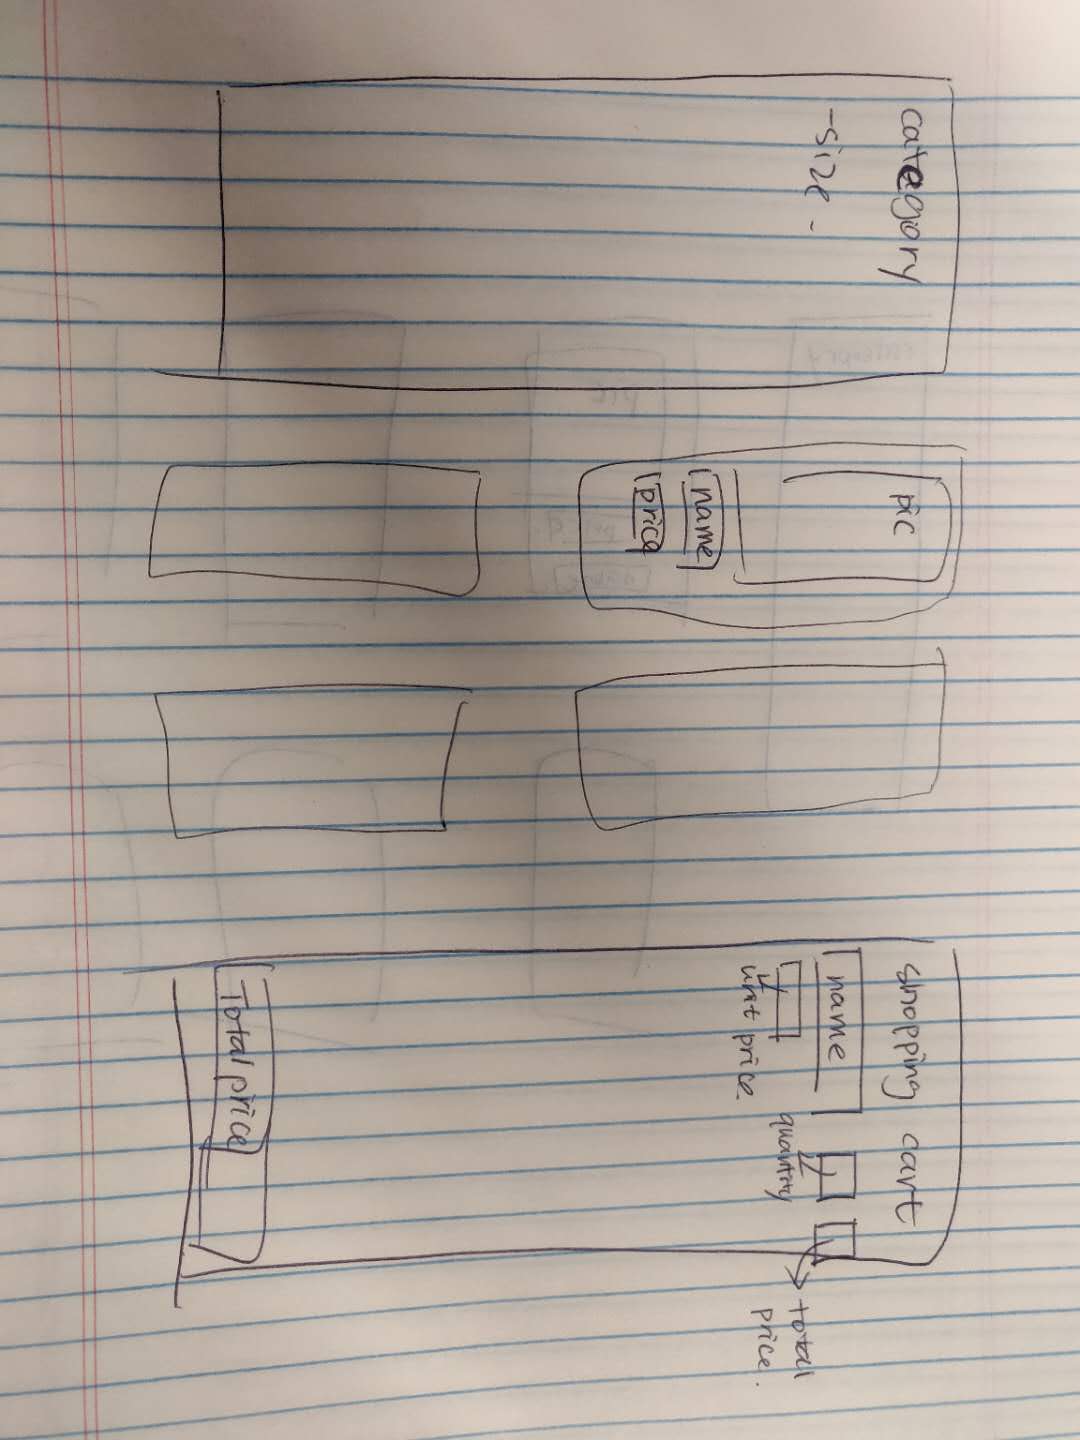 category
-size -
pic
name
price
shopping cart
name
unit price.
quantity
total
price.
Total price